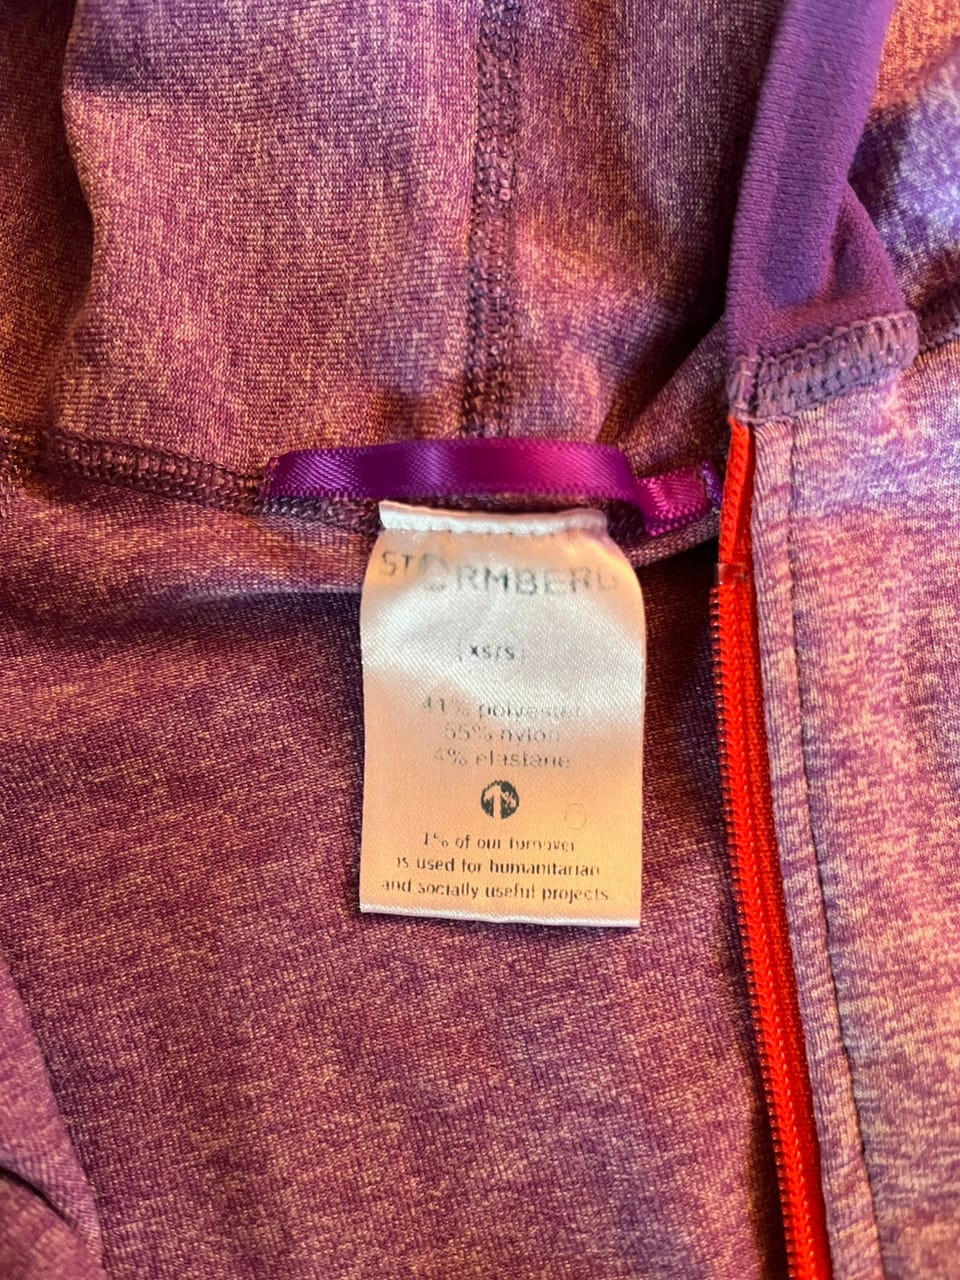 STORMBERG
XS/S
41% polyester
55% nylon
4% elastane
1%
1% of our turnover
is used for humanitarian
and socially useful projects